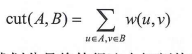 cut(A,B) = ∑ w(u,v)
u∈A,v∈B